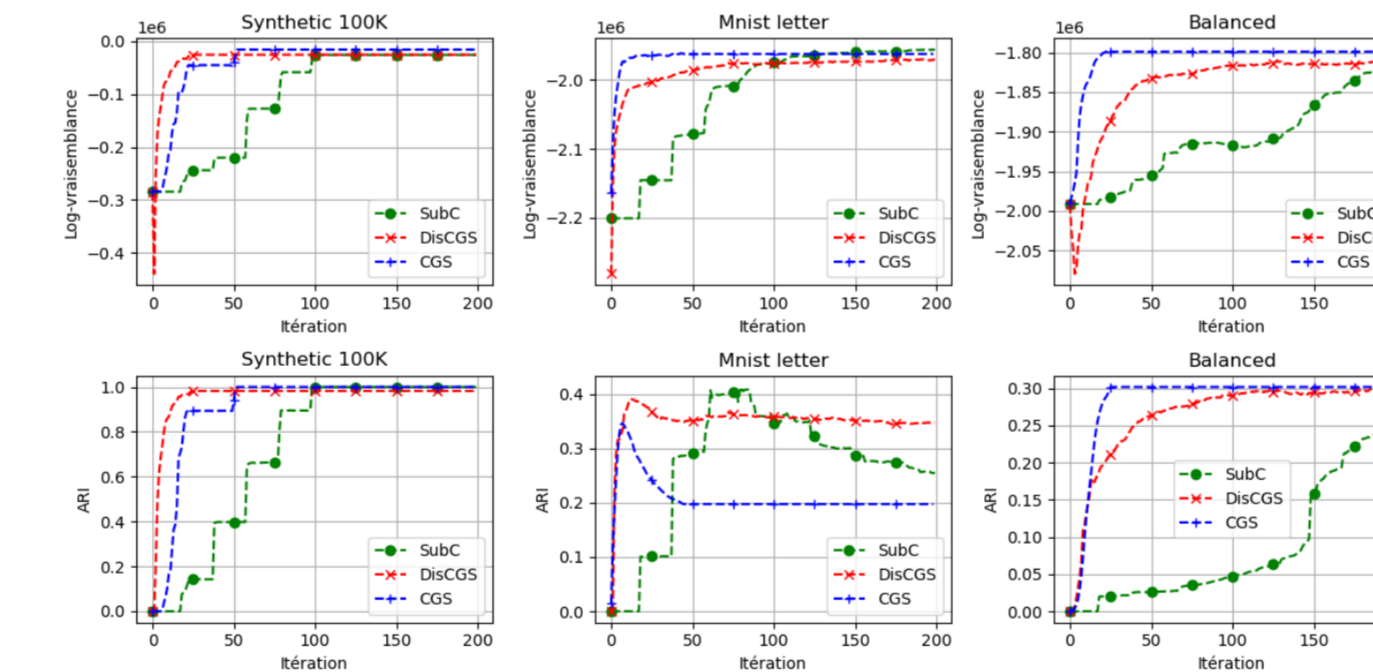 Synthetic 100K
1e6
0.0
−0.1
−0.2
−0.3
−0.4
Log-vraisemblance
0 50 100 150 200
Itération
SubC
DisCGS
CGS
Mnist letter
1e6
−2.0
−2.1
−2.2
Log-vraisemblance
0 50 100 150 200
Itération
SubC
DisCGS
CGS
Balanced
1e6
−1.80
−1.85
−1.90
−1.95
−2.00
−2.05
Log-vraisemblance
0 50 100 150
Itération
SubC
DisC
CGS
Synthetic 100K
1.0
0.8
0.6
0.4
0.2
0.0
ARI
0 50 100 150 200
Itération
SubC
DisCGS
CGS
Mnist letter
0.4
0.3
0.2
0.1
0.0
ARI
0 50 100 150 200
Itération
SubC
DisCGS
CGS
Balanced
0.30
0.25
0.20
0.15
0.10
0.05
0.00
ARI
0 50 100 150
Itération
SubC
DisCGS
CGS